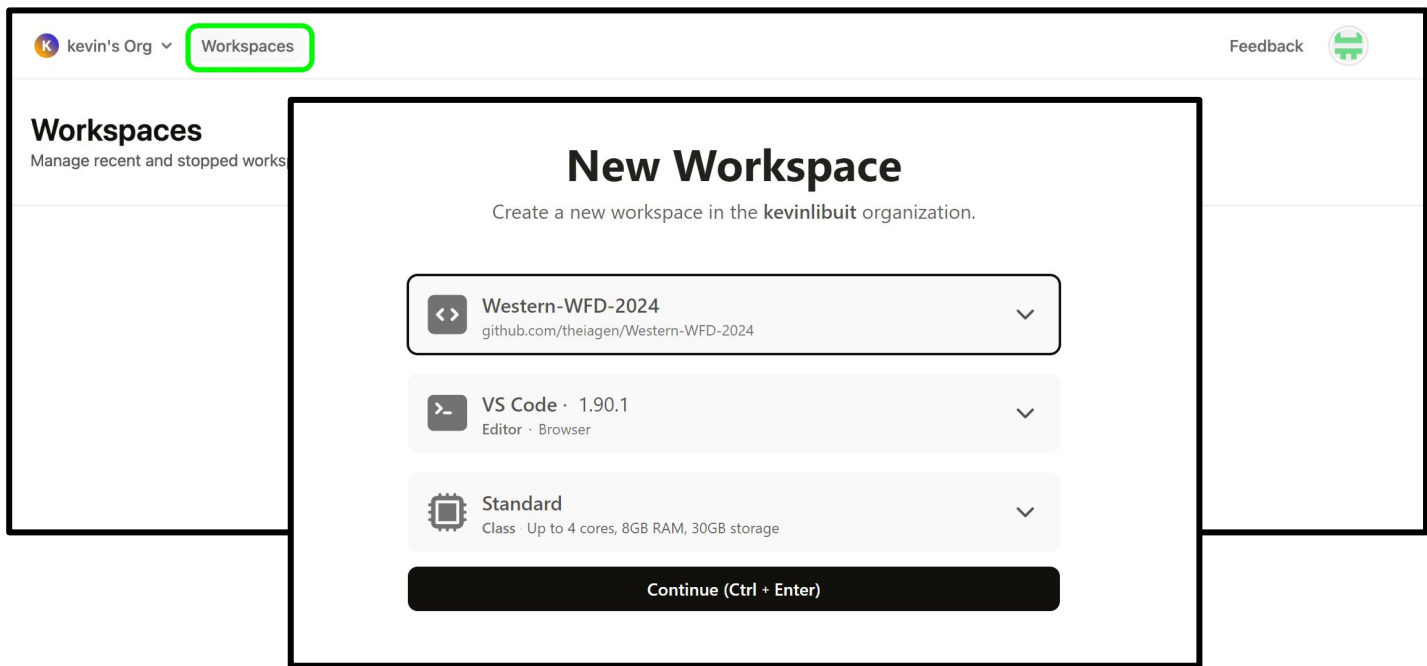 K kevin's Org Workspaces Feedback
Workspaces
Manage recent and stopped
New Workspace
Create a new workspace in the kevinlibuit organization.
Western-WFD-2024
github.com/theiagen/Western-WFD-2024
VS Code · 1.90.1
Editor · Browser
Standard
Class · Up to 4 cores, 8GB RAM, 30GB storage
Continue (Ctrl + Enter)